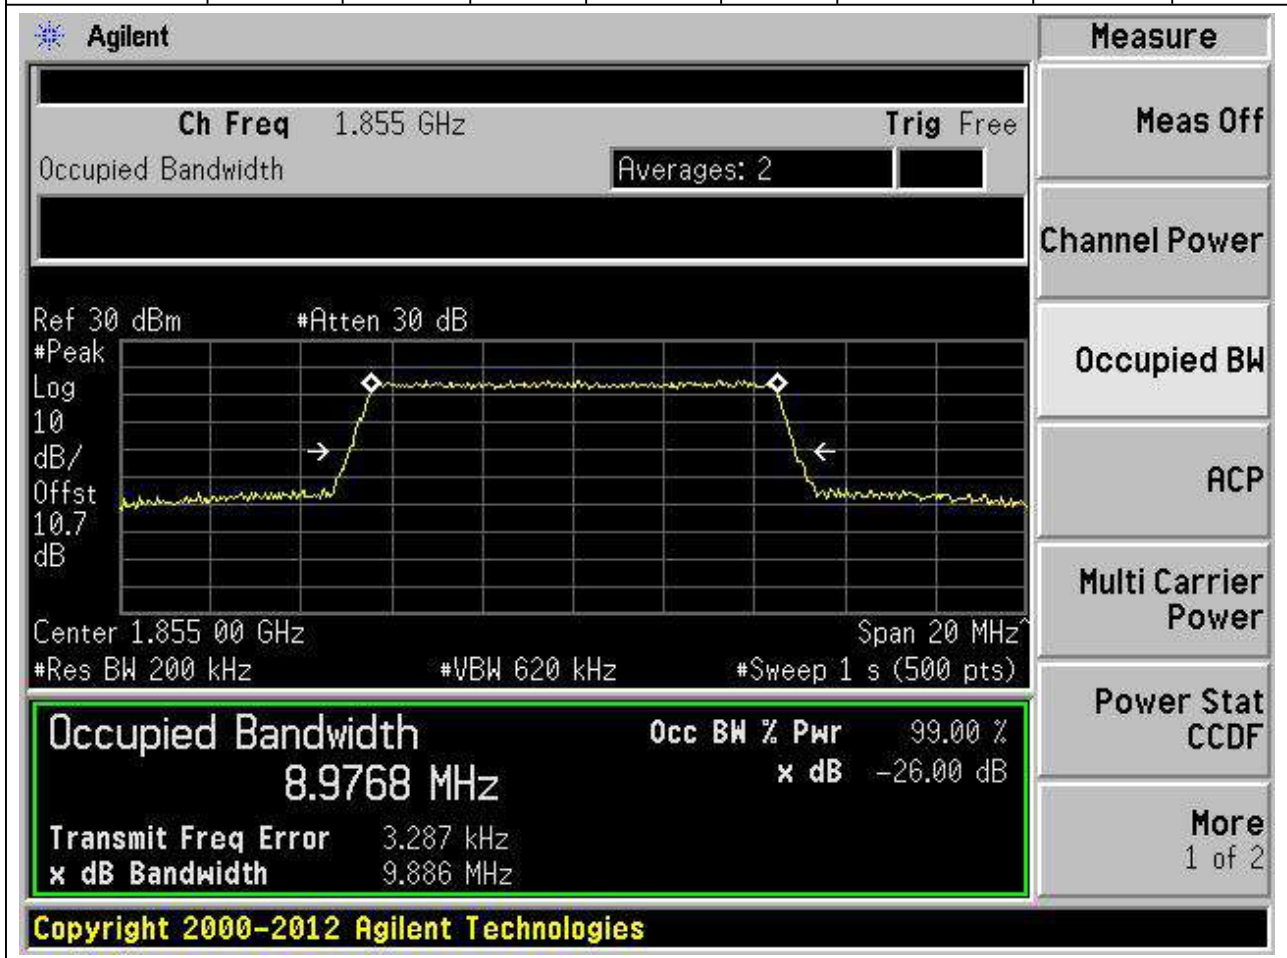 Agilent
Measure
Ch Freq 1.855 GHz Trig Free
Occupied Bandwidth Averages: 2
Meas Off
Channel Power
Occupied BW
ACP
Multi Carrier
Power
Power Stat
CCDF
More
1 of 2
Ref 30 dBm #Atten 30 dB
#Peak
Log
10
dB/
Offst
10.7
dB
Center 1.855 00 GHz Span 20 MHz^
#Res BW 200 kHz #VBW 620 kHz #Sweep 1 s (500 pts)
Occupied Bandwidth Occ BW % Pwr 99.00 %
8.9768 MHz x dB -26.00 dB
Transmit Freq Error 3.287 kHz
x dB Bandwidth 9.886 MHz
Copyright 2000-2012 Agilent Technologies